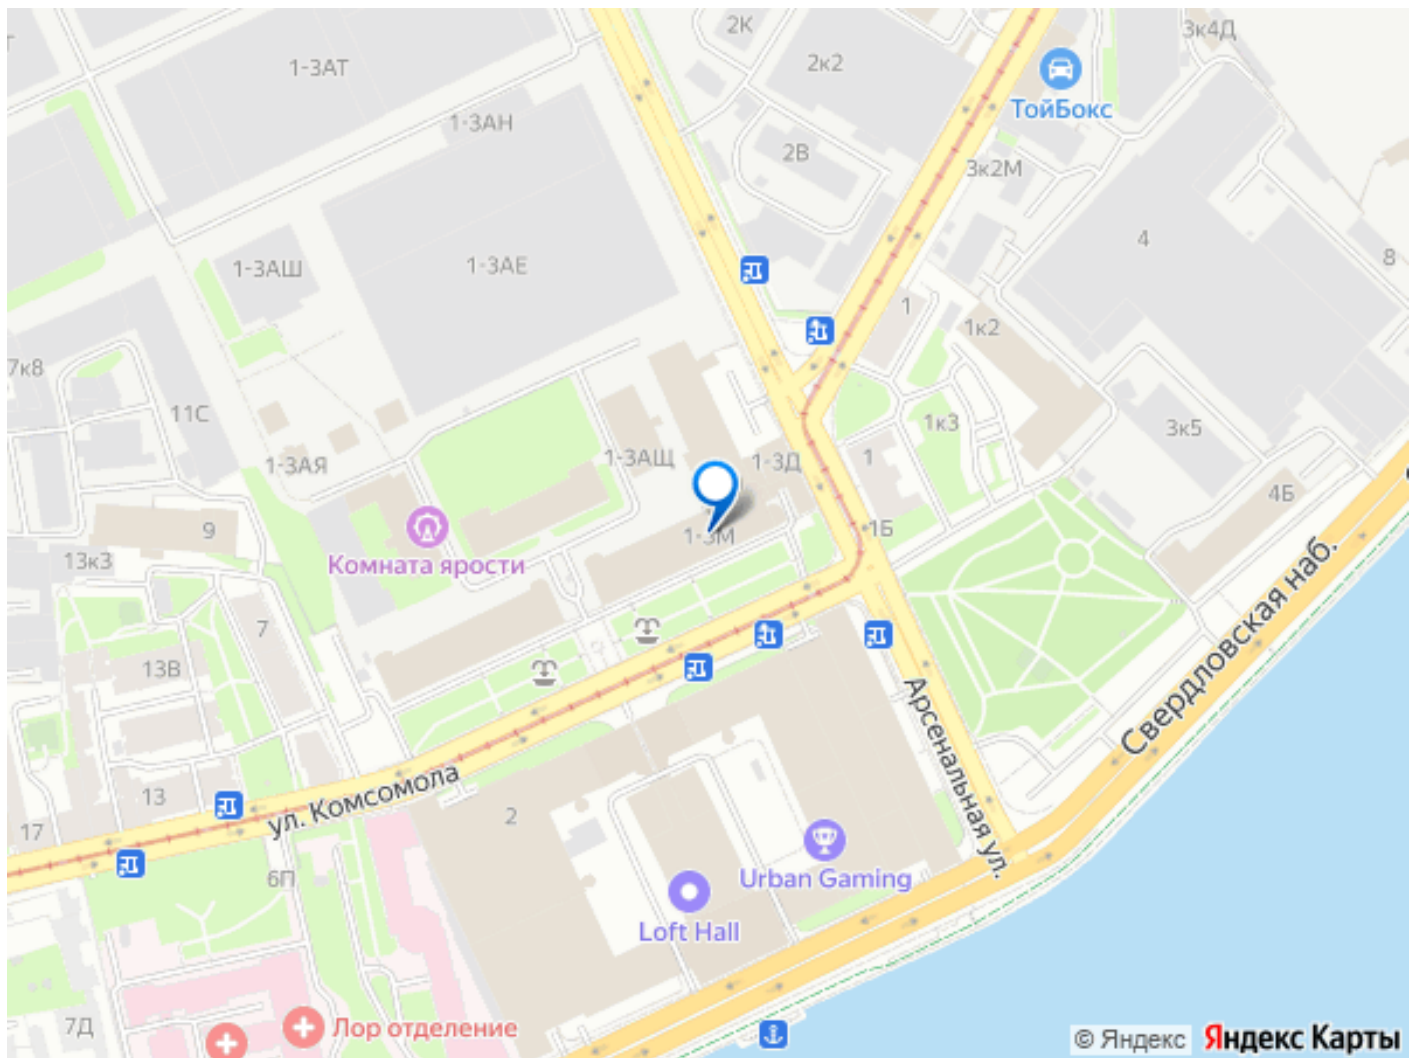 2К
3к4Д
1-3АТ
2к2
ТойБокс
1-3АН
2В
3к2М
4
1-3АШ
1-3АЕ
8
1
1к2
7к8
11С
1к3
3к5
1-3АЯ
1-3АЩ
1-3Д
1
4Б
9
1-3М
1Б
13к3
Комната ярости
7
13В
Свердловская наб.
Арсенальная ул.
ул. Комсомола
13
2
17
6П
Urban Gaming
Loft Hall
7Д
Лор отделение
© Яндекс Яндекс Карты